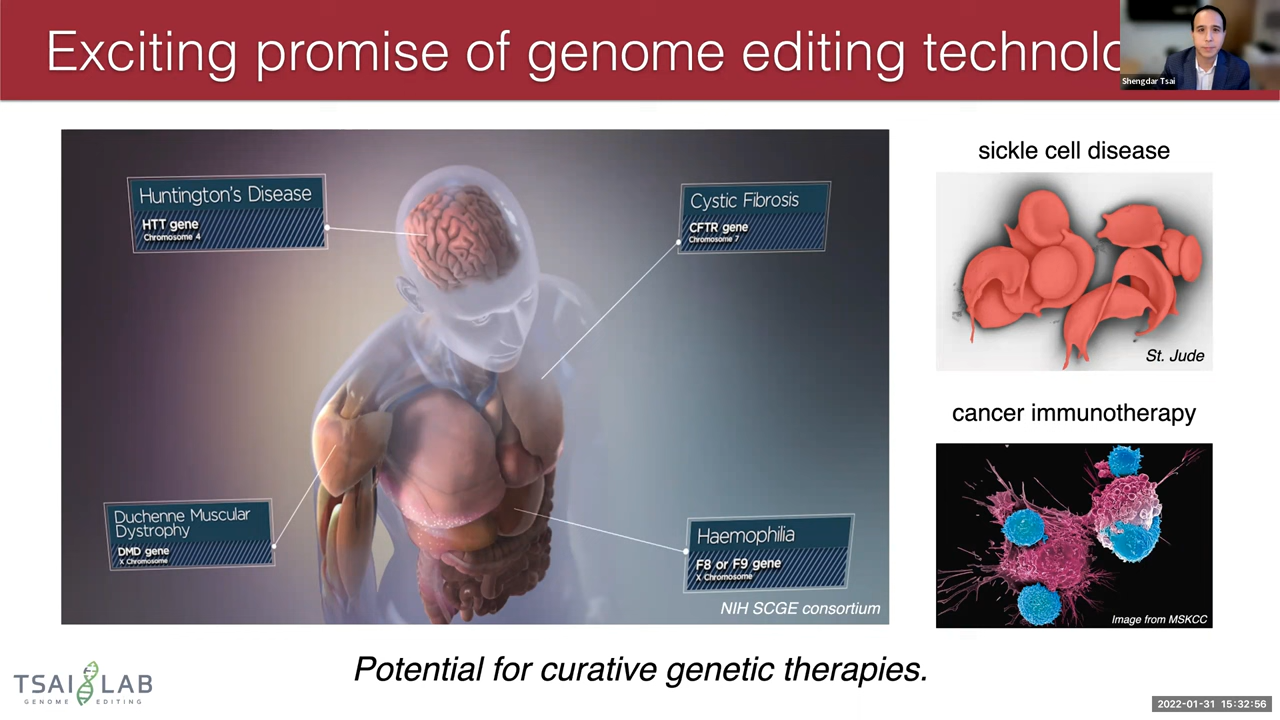 Exciting promise of genome editing technolo
Shengdar Tsai
Huntington's Disease
HTT gene
Chromosome 4
Cystic Fibrosis
CFTR gene
Chromosome 7
Duchenne Muscular
Dystrophy
DMD gene
X Chromosome
Haemophilia
F8 or F9 gene
X Chromosome
NIH SCGE consortium
sickle cell disease
St. Jude
cancer immunotherapy
Image from MSKCC
Potential for curative genetic therapies.
TSAI LAB
GENOME EDITING
2022-01-31 15:32:56